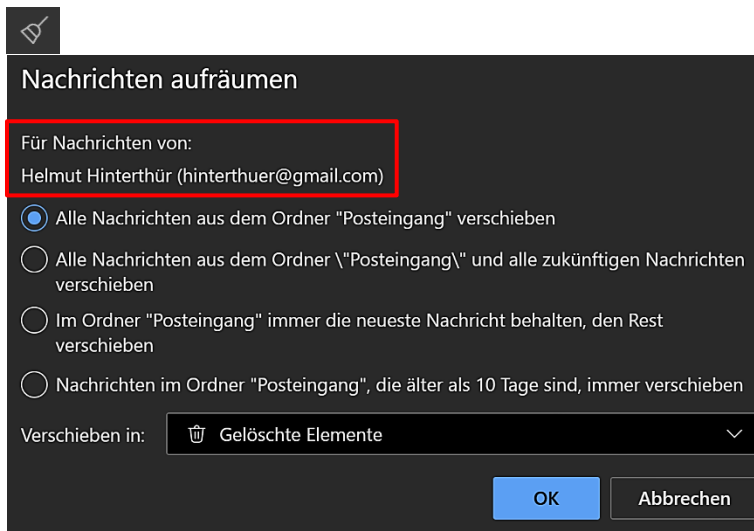 Nachrichten aufräumen
Für Nachrichten von:
Helmut Hinterthür (hinterthuer@gmail.com)
Alle Nachrichten aus dem Ordner "Posteingang" verschieben
Alle Nachrichten aus dem Ordner \"Posteingang\" und alle zukünftigen Nachrichten
verschieben
Im Ordner "Posteingang" immer die neueste Nachricht behalten, den Rest
verschieben
Nachrichten im Ordner "Posteingang", die älter als 10 Tage sind, immer verschieben
Verschieben in: Gelöschte Elemente
OK Abbrechen